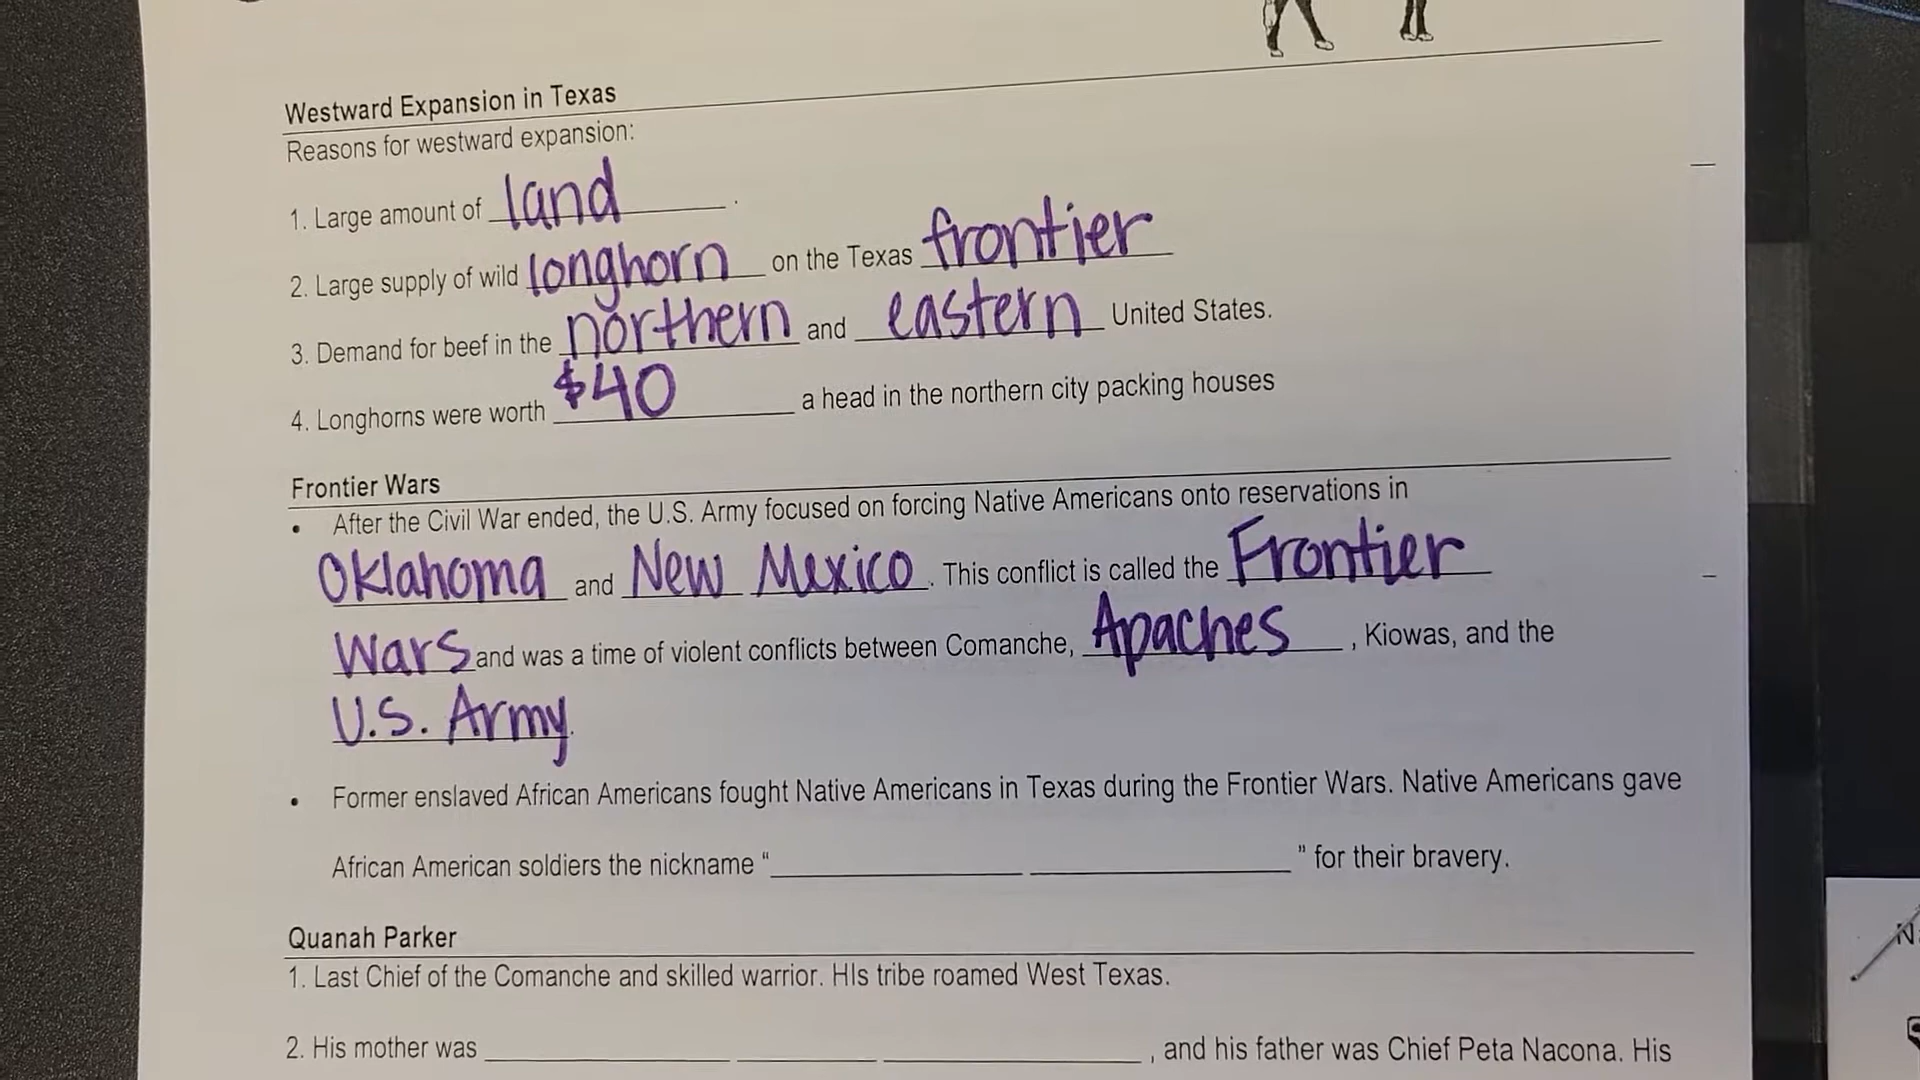 Westward Expansion in Texas
Reasons for westward expansion:
1. Large amount of land.
2. Large supply of wild longhorn on the Texas frontier
3. Demand for beef in the northern and eastern United States.
4. Longhorns were worth $40 a head in the northern city packing houses
Frontier Wars
• After the Civil War ended, the U.S. Army focused on forcing Native Americans onto reservations in
Oklahoma and New Mexico. This conflict is called the Frontier
Wars and was a time of violent conflicts between Comanche, Apaches, Kiowas, and the
U.S. Army.
• Former enslaved African Americans fought Native Americans in Texas during the Frontier Wars. Native Americans gave
African American soldiers the nickname “____ ____” for their bravery.
Quanah Parker
1. Last Chief of the Comanche and skilled warrior. HIs tribe roamed West Texas.
2. His mother was ____ ____ ____, and his father was Chief Peta Nacona. His